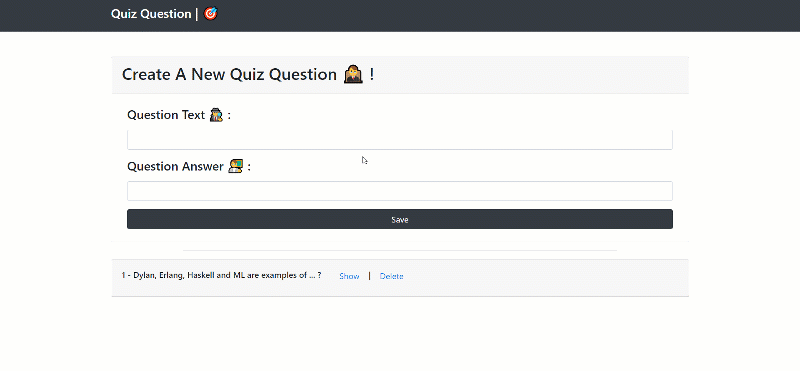 Quiz Question | 🎯
Create A New Quiz Question 👩‍💼 !
Question Text 🕵️ :
Question Answer 👨‍🏫 :
Save
1 - Dylan, Erlang, Haskell and ML are examples of ... ? Show | Delete